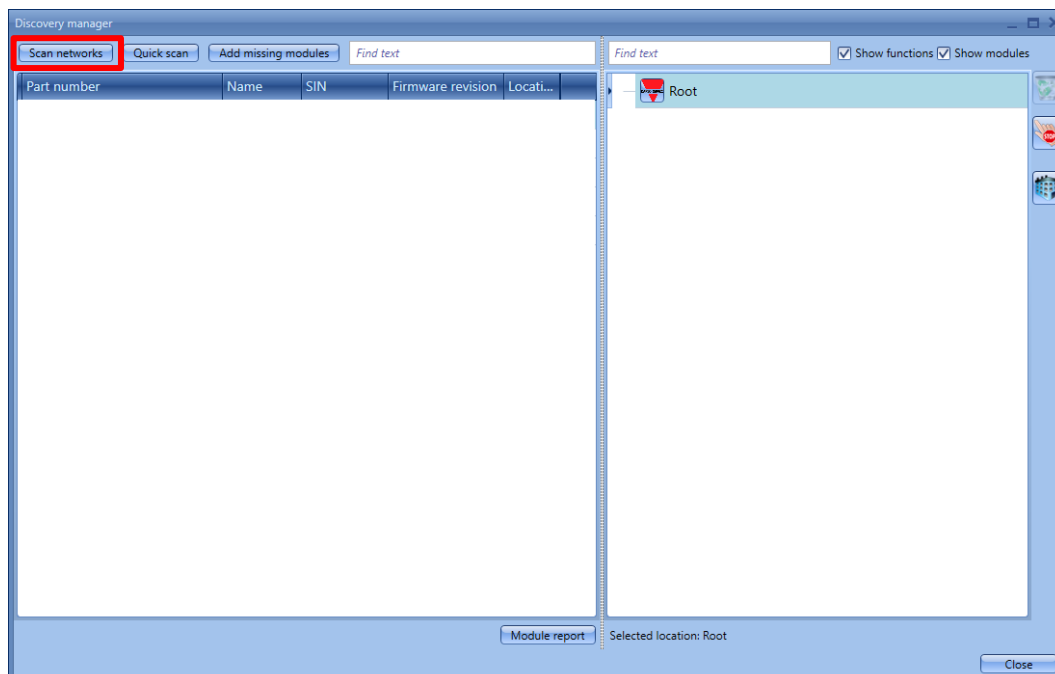 Discovery manager
Scan networks Quick scan Add missing modules Find text Find text Show functions Show modules
Part number Name SIN Firmware revision Locati...
Root
STOP
Module report Selected location: Root
Close